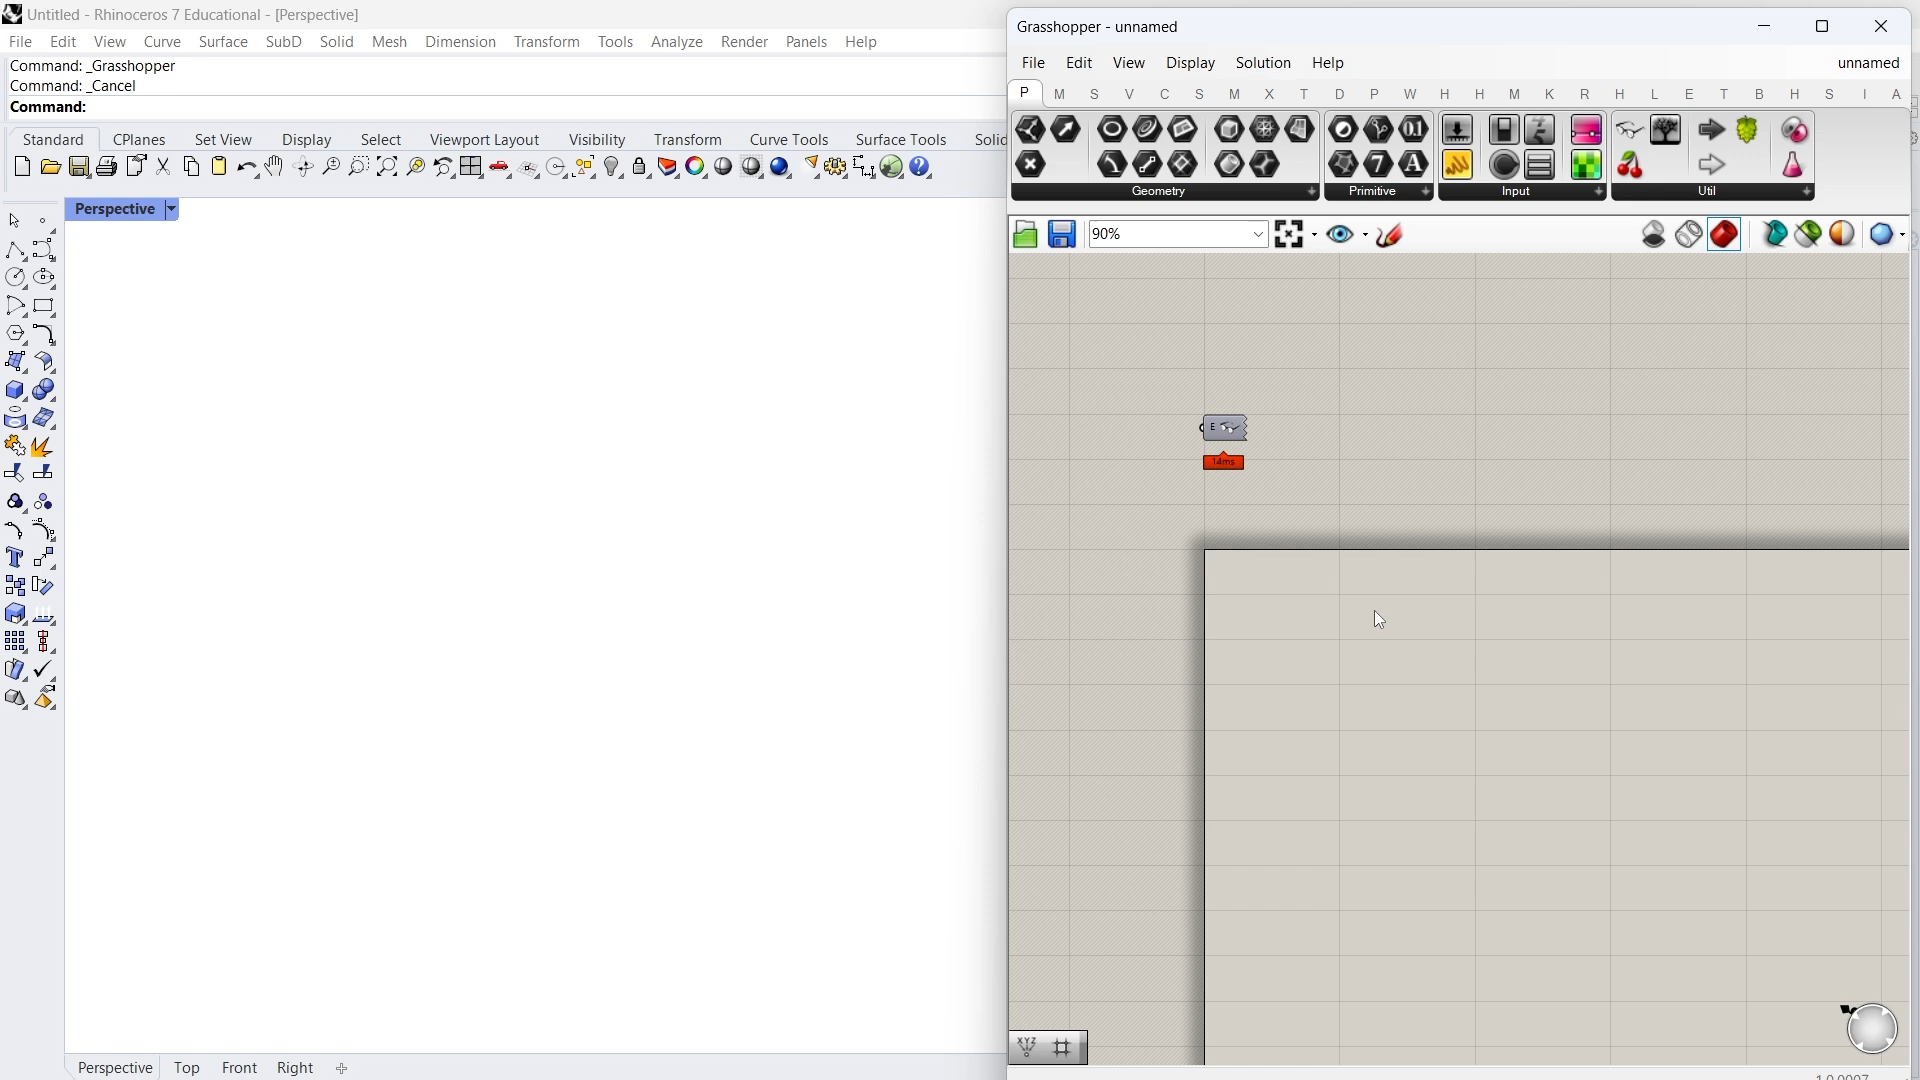 Untitled - Rhinoceros 7 Educational - [Perspective]
File Edit View Curve Surface SubD Solid Mesh Dimension Transform Tools Analyze Render Panels Help
Command: _Grasshopper
Command: _Cancel
Command:
Standard CPlanes Set View Display Select Viewport Layout Visibility Transform Curve Tools Surface Tools Solid
Perspective
Perspective Top Front Right
Grasshopper - unnamed
File Edit View Display Solution Help unnamed
P M S V C S M X T D P W H H M K R H L E T B H S I A
Geometry Primitive Input Util
90%
E
14ms
XYZ